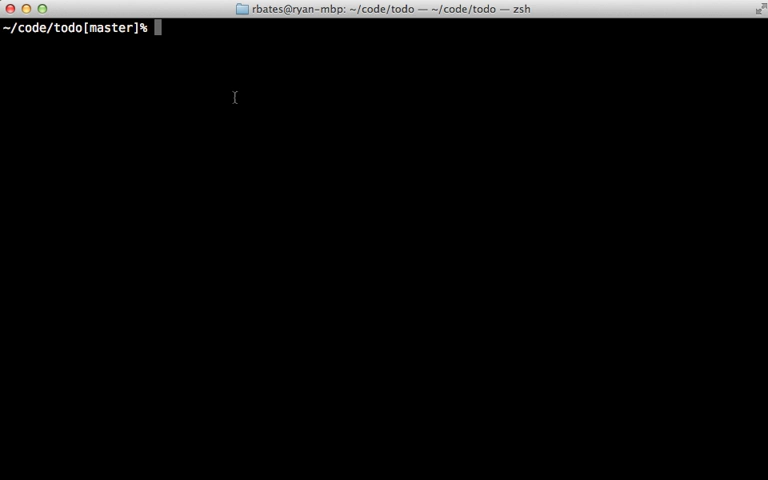 rbates@ryan-mbp: ~/code/todo — ~/code/todo — zsh
~/code/todo[master]%